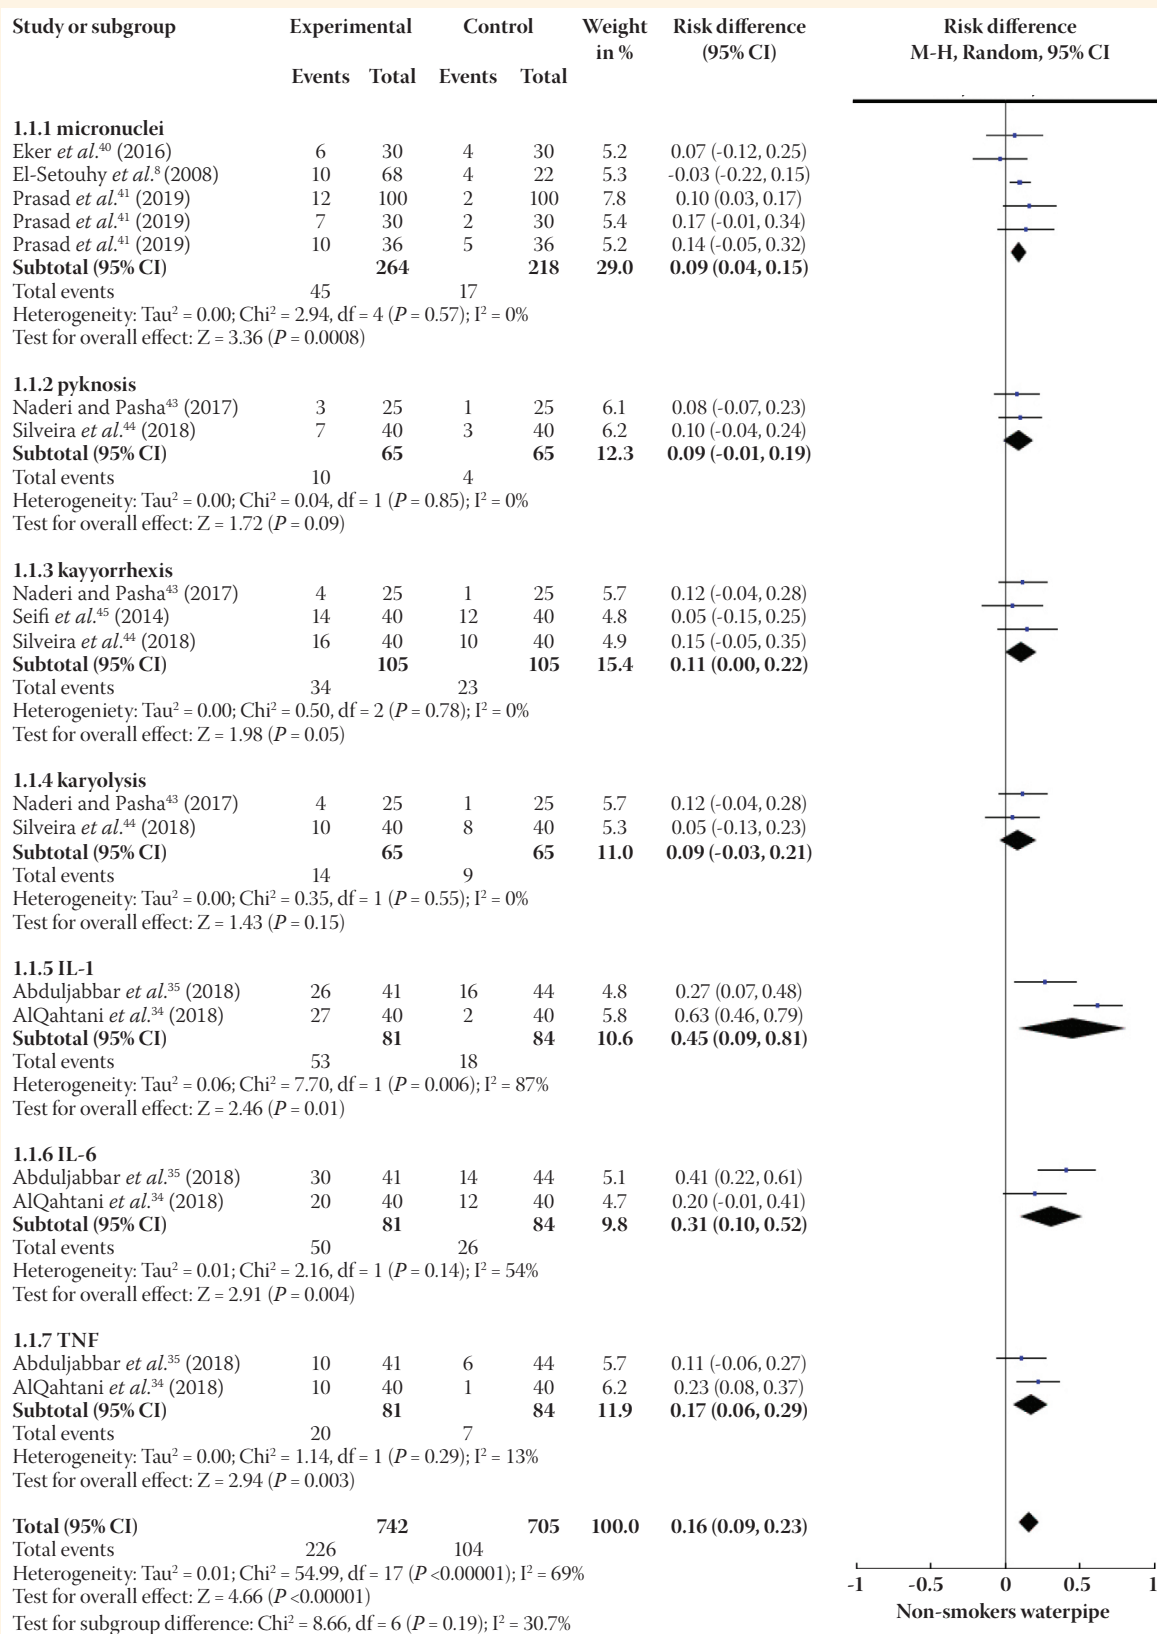 Study or subgroup Experimental Control Weight in % Risk difference (95% CI) Risk difference M-H, Random, 95% CI
Events Total Events Total
1.1.1 micronuclei
Eker et al.⁴⁰ (2016) 6 30 4 30 5.2 0.07 (-0.12, 0.25)
El-Setouhy et al.⁸ (2008) 10 68 4 22 5.3 -0.03 (-0.22, 0.15)
Prasad et al.⁴¹ (2019) 12 100 2 100 7.8 0.10 (0.03, 0.17)
Prasad et al.⁴¹ (2019) 7 30 2 30 5.4 0.17 (-0.01, 0.34)
Prasad et al.⁴¹ (2019) 10 36 5 36 5.2 0.14 (-0.05, 0.32)
Subtotal (95% CI) 264 218 29.0 0.09 (0.04, 0.15)
Total events 45 17
Heterogeneity: Tau² = 0.00; Chi² = 2.94, df = 4 (P = 0.57); I² = 0%
Test for overall effect: Z = 3.36 (P = 0.0008)
1.1.2 pyknosis
Naderi and Pasha⁴³ (2017) 3 25 1 25 6.1 0.08 (-0.07, 0.23)
Silveira et al.⁴⁴ (2018) 7 40 3 40 6.2 0.10 (-0.04, 0.24)
Subtotal (95% CI) 65 65 12.3 0.09 (-0.01, 0.19)
Total events 10 4
Heterogeneity: Tau² = 0.00; Chi² = 0.04, df = 1 (P = 0.85); I² = 0%
Test for overall effect: Z = 1.72 (P = 0.09)
1.1.3 kayyorrhexis
Naderi and Pasha⁴³ (2017) 4 25 1 25 5.7 0.12 (-0.04, 0.28)
Seifi et al.⁴⁵ (2014) 14 40 12 40 4.8 0.05 (-0.15, 0.25)
Silveira et al.⁴⁴ (2018) 16 40 10 40 4.9 0.15 (-0.05, 0.35)
Subtotal (95% CI) 105 105 15.4 0.11 (0.00, 0.22)
Total events 34 23
Heterogeniety: Tau² = 0.00; Chi² = 0.50, df = 2 (P = 0.78); I² = 0%
Test for overall effect: Z = 1.98 (P = 0.05)
1.1.4 karyolysis
Naderi and Pasha⁴³ (2017) 4 25 1 25 5.7 0.12 (-0.04, 0.28)
Silveira et al.⁴⁴ (2018) 10 40 8 40 5.3 0.05 (-0.13, 0.23)
Subtotal (95% CI) 65 65 11.0 0.09 (-0.03, 0.21)
Total events 14 9
Heterogeneity: Tau² = 0.00; Chi² = 0.35, df = 1 (P = 0.55); I² = 0%
Test for overall effect: Z = 1.43 (P = 0.15)
1.1.5 IL-1
Abduljabbar et al.³⁵ (2018) 26 41 16 44 4.8 0.27 (0.07, 0.48)
AlQahtani et al.³⁴ (2018) 27 40 2 40 5.8 0.63 (0.46, 0.79)
Subtotal (95% CI) 81 84 10.6 0.45 (0.09, 0.81)
Total events 53 18
Heterogeneity: Tau² = 0.06; Chi² = 7.70, df = 1 (P = 0.006); I² = 87%
Test for overall effect: Z = 2.46 (P = 0.01)
1.1.6 IL-6
Abduljabbar et al.³⁵ (2018) 30 41 14 44 5.1 0.41 (0.22, 0.61)
AlQahtani et al.³⁴ (2018) 20 40 12 40 4.7 0.20 (-0.01, 0.41)
Subtotal (95% CI) 81 84 9.8 0.31 (0.10, 0.52)
Total events 50 26
Heterogeneity: Tau² = 0.01; Chi² = 2.16, df = 1 (P = 0.14); I² = 54%
Test for overall effect: Z = 2.91 (P = 0.004)
1.1.7 TNF
Abduljabbar et al.³⁵ (2018) 10 41 6 44 5.7 0.11 (-0.06, 0.27)
AlQahtani et al.³⁴ (2018) 10 40 1 40 6.2 0.23 (0.08, 0.37)
Subtotal (95% CI) 81 84 11.9 0.17 (0.06, 0.29)
Total events 20 7
Heterogeneity: Tau² = 0.00; Chi² = 1.14, df = 1 (P = 0.29); I² = 13%
Test for overall effect: Z = 2.94 (P = 0.003)
Total (95% CI) 742 705 100.0 0.16 (0.09, 0.23)
Total events 226 104
Heterogeneity: Tau² = 0.01; Chi² = 54.99, df = 17 (P <0.00001); I² = 69%
Test for overall effect: Z = 4.66 (P <0.00001)
Test for subgroup difference: Chi² = 8.66, df = 6 (P = 0.19); I² = 30.7%
-1 -0.5 0 0.5 1
Non-smokers waterpipe